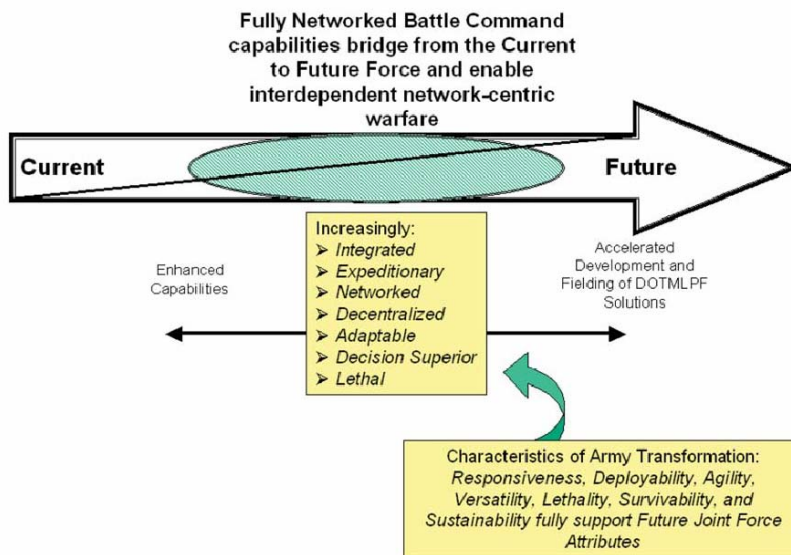 Fully Networked Battle Command
capabilities bridge from the Current
to Future Force and enable
interdependent network-centric
warfare
Current
Future
Increasingly:
➢ Integrated
➢ Expeditionary
➢ Networked
➢ Decentralized
➢ Adaptable
➢ Decision Superior
➢ Lethal
Enhanced
Capabilities
Accelerated
Development and
Fielding of DOTMLPF
Solutions
Characteristics of Army Transformation:
Responsiveness, Deployability, Agility,
Versatility, Lethality, Survivability, and
Sustainability fully support Future Joint Force
Attributes